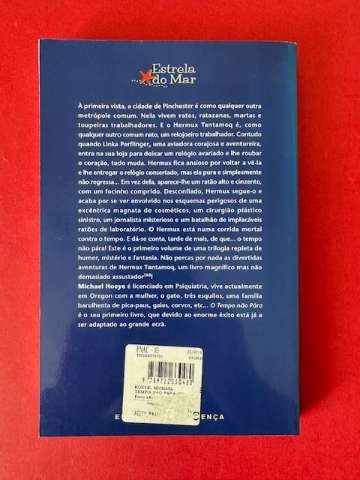 Estrela
do Mar
À primeira vista, a cidade de Pinchester é como qualquer outra
metrópole comum. Nela vivem ratos, ratazanas, martas e
toupeiras trabalhadores. E o Hermux Tantamoq é, como
qualquer outro comum rato, um relojoeiro trabalhador. Contudo
quando Linka Perflinger, uma aviadora corajosa e aventureira,
entra na sua loja para deixar um relógio avariado e lhe roubar
o coração, tudo muda. Hermux fica ansioso por voltar a vê-la
e lhe entregar o relógio consertado, mas ela pura e simplesmente
não regressa... Em vez dela, aparece-lhe um ratão alto e cinzento,
com um focinho comprido. Desconfiado, Hermux segue-o e
acaba por se ver envolvido nos esquemas perigosos de uma
excêntrica magnata de cosméticos, um cirurgião plástico
sinistro, um jornalista misterioso e um batalhão de implacáveis
ratões de laboratório. O Hermux está numa corrida mortal
contra o tempo. E dá-se conta, tarde de mais, de que... o tempo
não pára! Este é o primeiro volume de uma trilogia repleta de
humor, mistério e fantasia. Não percas por nada as divertidas
aventuras de Hermux Tantamoq, um livro magnífico mas não
demasiado assustador
Michael Hoeye é licenciado em Psiquiatria, vive actualmente
em Oregon com a mulher, o gato, três esquilos, uma família
barulhenta de pica-paus, gaios, corvos, etc... O Tempo não Pára
é o seu primeiro livro, que devido ao enorme êxito está já a
ser adaptado ao grande ecrã.
FNAC
HOEYE, MICHAEL
TEMPO NAO PARA
E
ENÇA